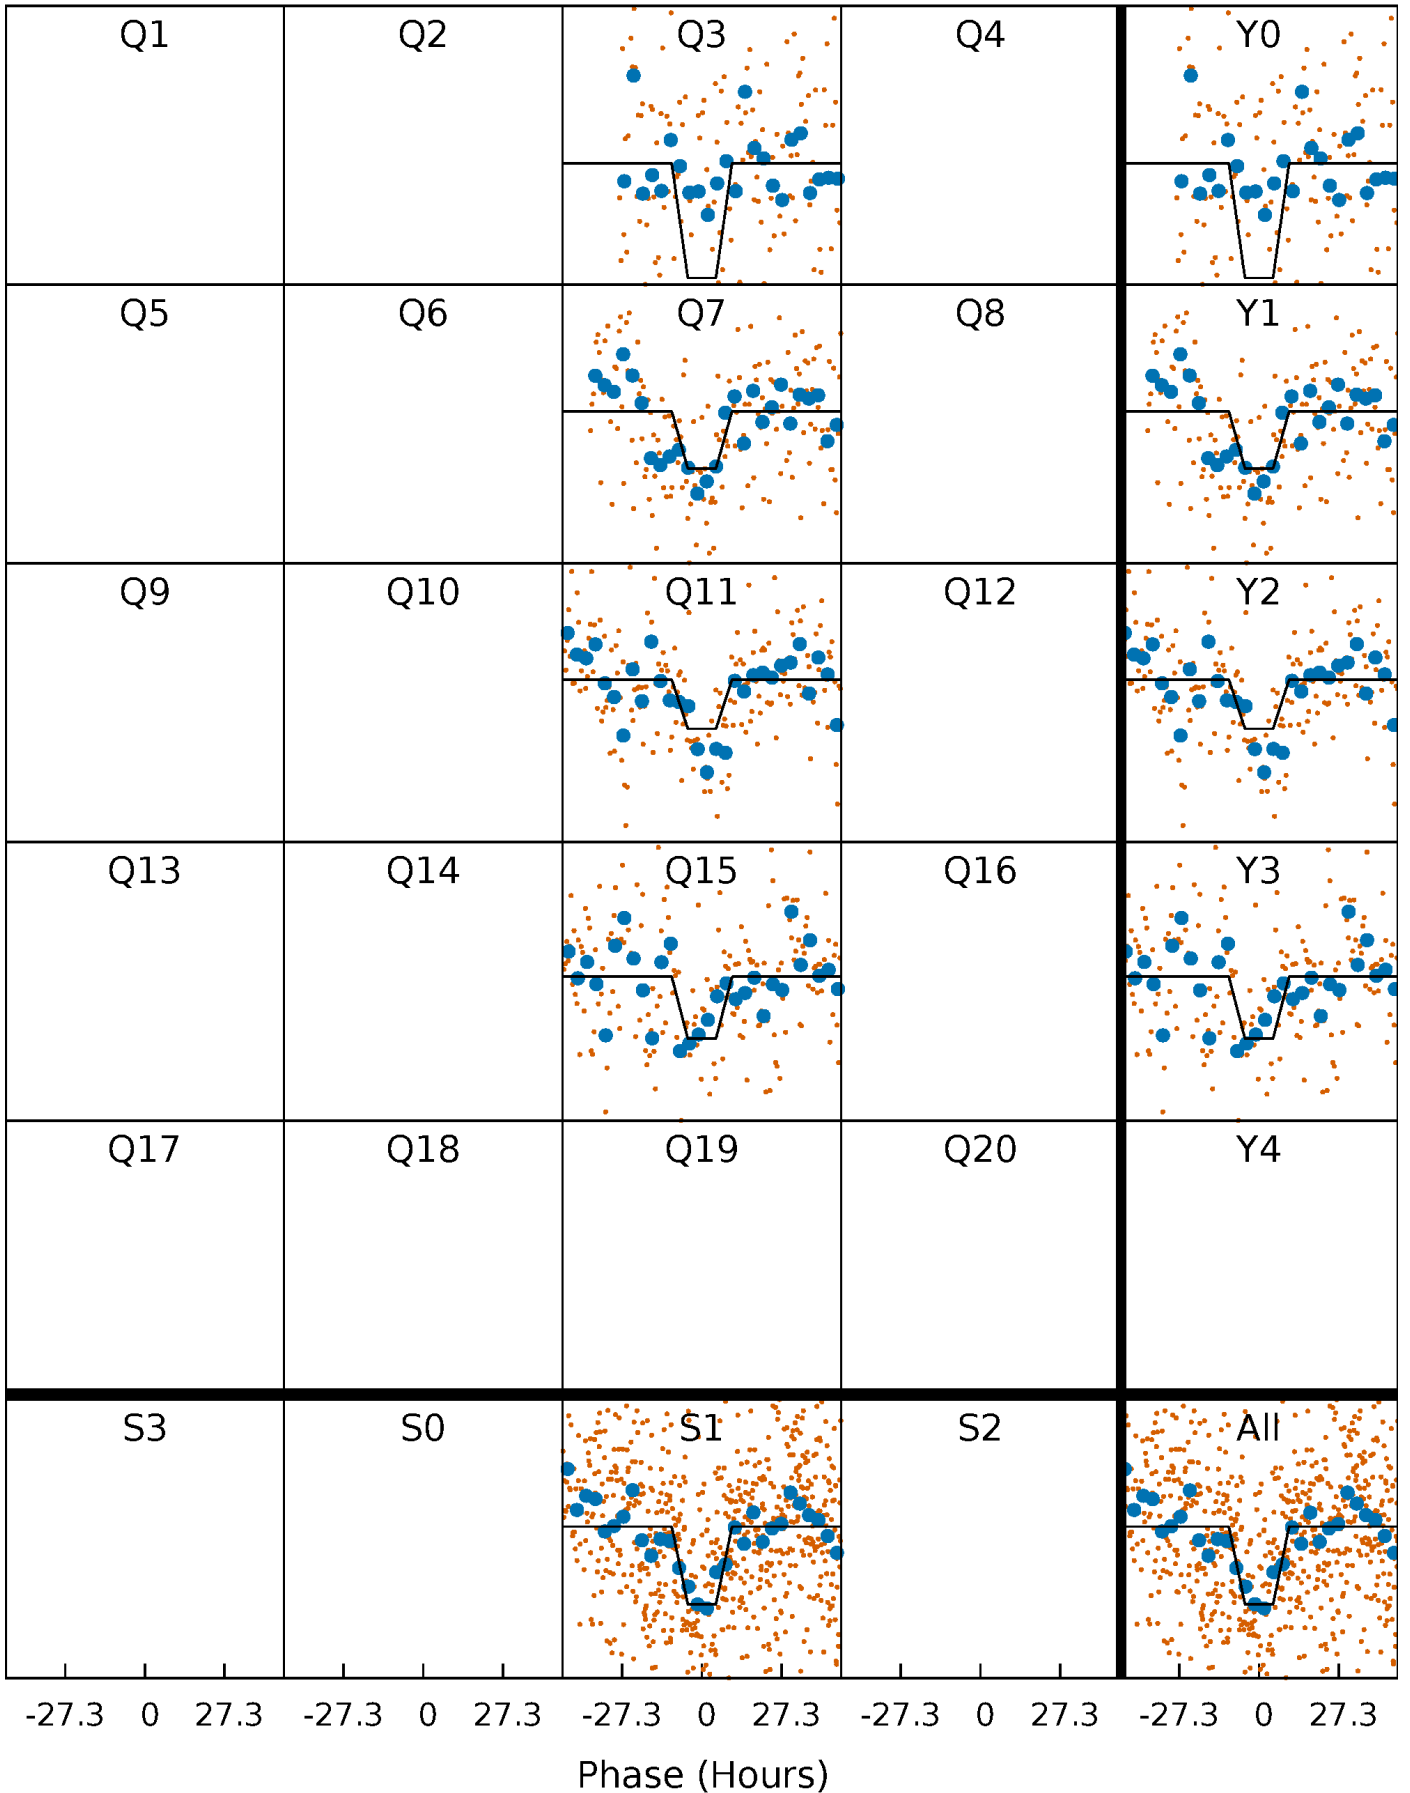 Q1 Q2 Q3 Q4 Y0
Q5 Q6 Q7 Q8 Y1
Q9 Q10 Q11 Q12 Y2
Q13 Q14 Q15 Q16 Y3
Q17 Q18 Q19 Q20 Y4
S3 S0 S1 S2 All
-27.3 0 27.3 -27.3 0 27.3 -27.3 0 27.3 -27.3 0 27.3 -27.3 0 27.3
Phase (Hours)